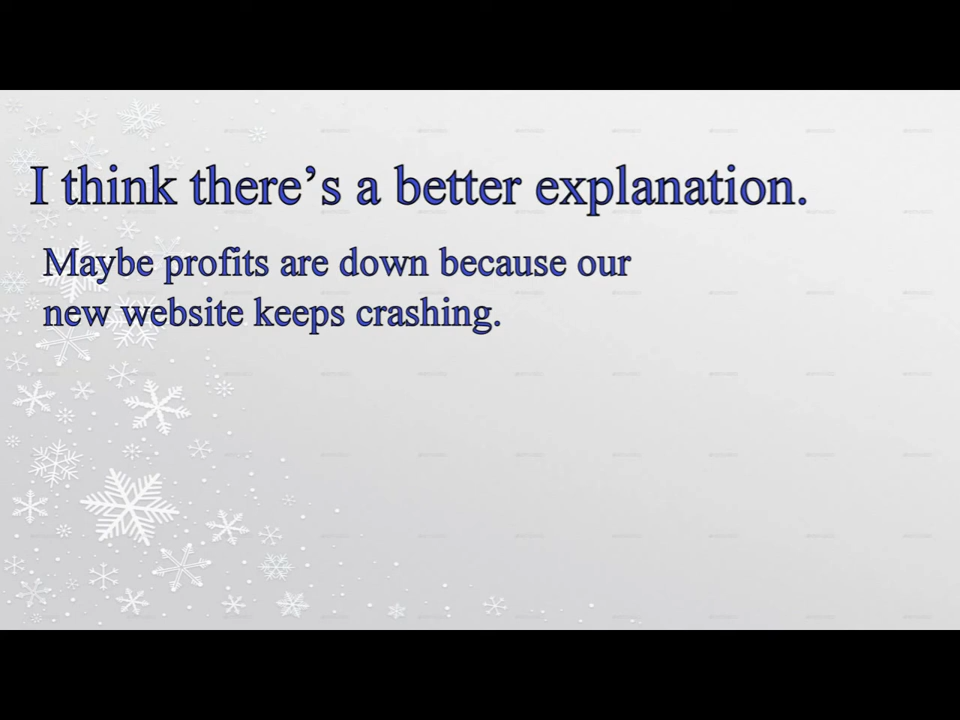 I think there’s a better explanation.
Maybe profits are down because our
new website keeps crashing.